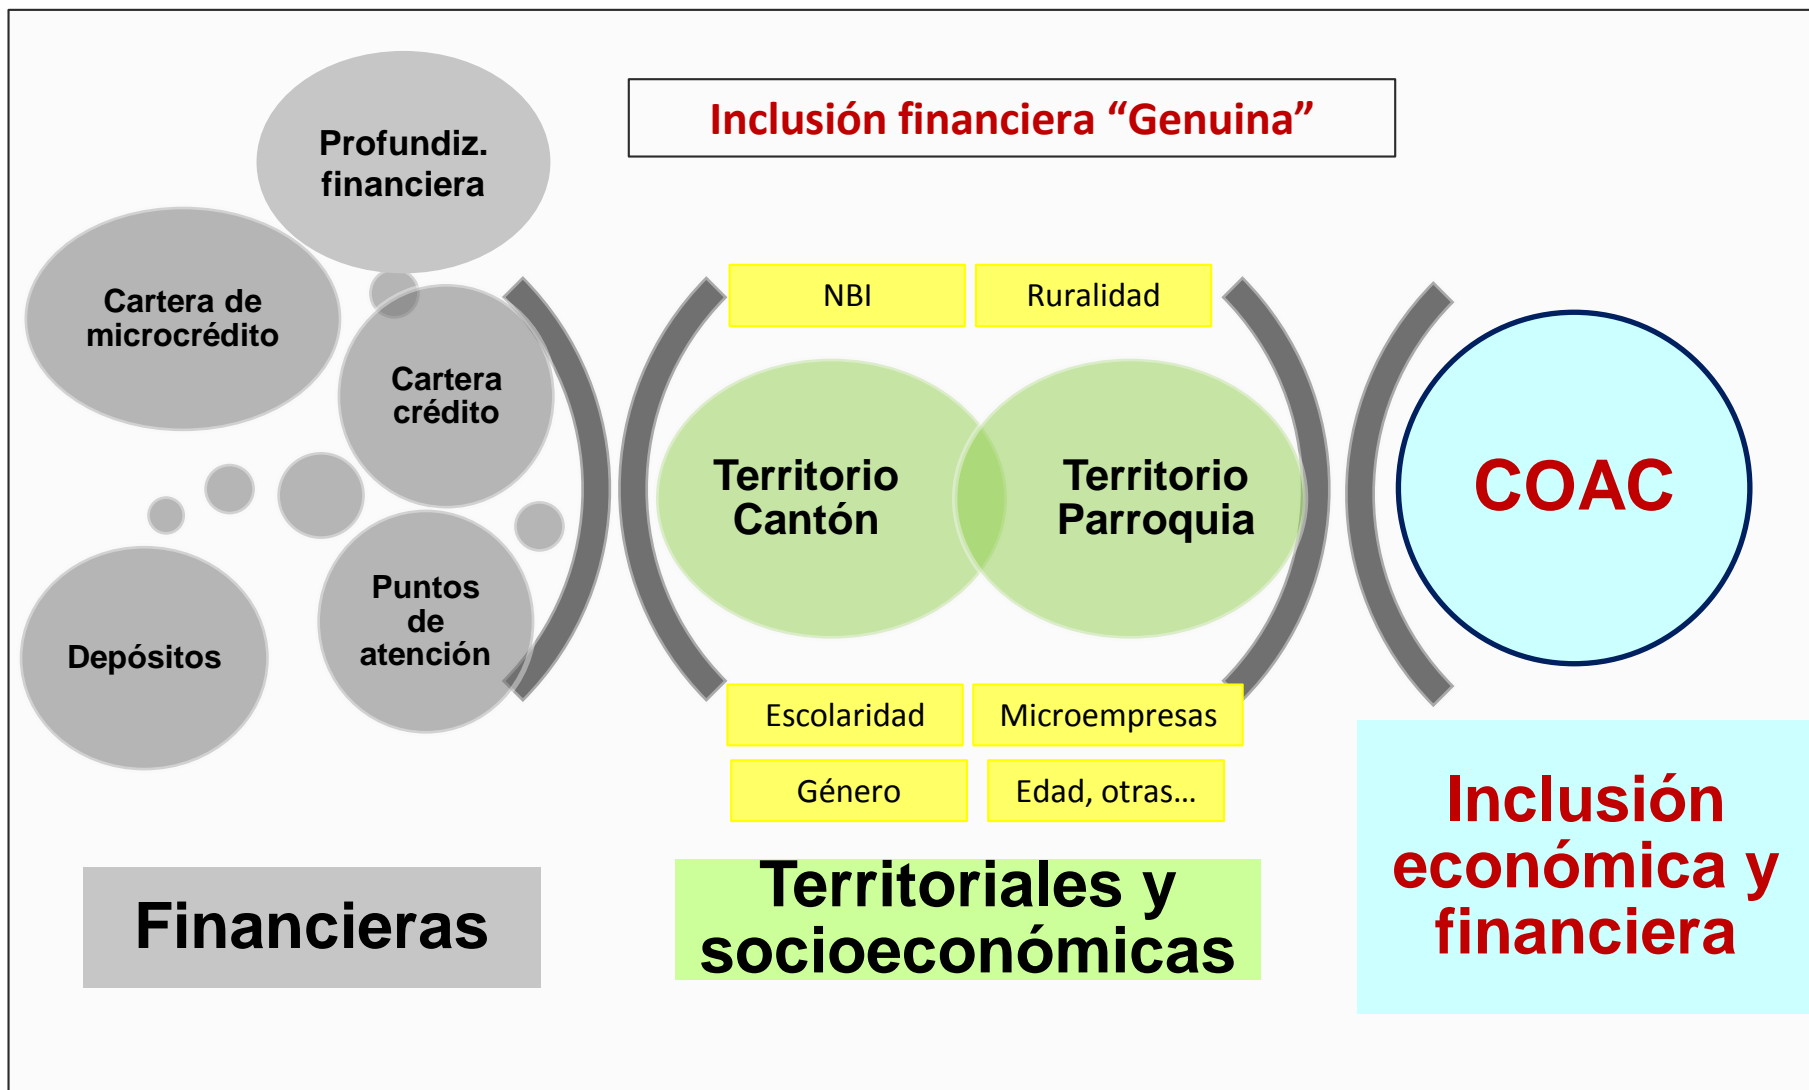 Inclusión financiera “Genuina”
Profundiz.
financiera
Cartera de
microcrédito
Cartera
crédito
Puntos
de
atención
Depósitos
Financieras
NBI
Ruralidad
Territorio
Cantón
Territorio
Parroquia
Escolaridad
Microempresas
Género
Edad, otras...
Territoriales y
socioeconómicas
COAC
Inclusión
económica y
financiera